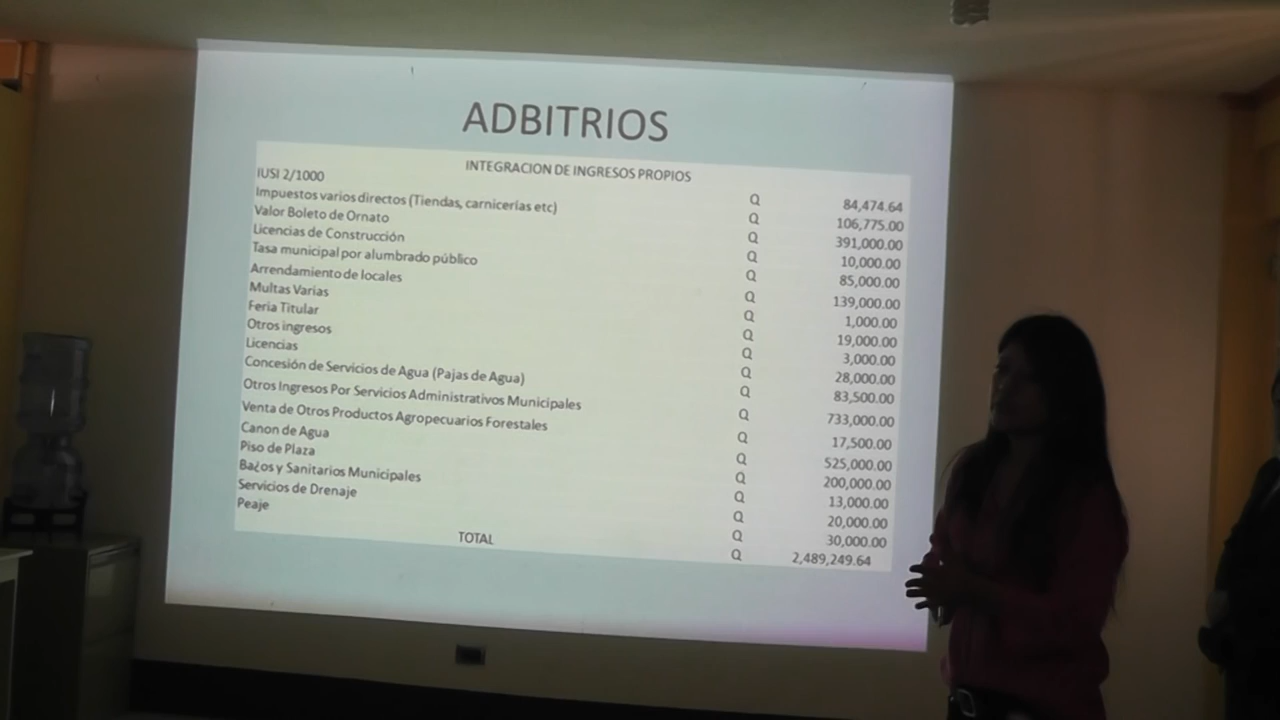 ADBITRIOS
INTEGRACION DE INGRESOS PROPIOS
IUSI 2/1000 Q 84,474.64
Impuestos varios directos (Tiendas, carnicerías etc) Q 106,775.00
Valor Boleto de Ornato Q 391,000.00
Licencias de Construcción Q 10,000.00
Tasa municipal por alumbrado público Q 85,000.00
Arrendamiento de locales Q 139,000.00
Multas Varias Q 1,000.00
Feria Titular Q 19,000.00
Otros ingresos Q 3,000.00
Licencias Q 28,000.00
Concesión de Servicios de Agua (Pajas de Agua) Q 83,500.00
Otros Ingresos Por Servicios Administrativos Municipales Q 733,000.00
Venta de Otros Productos Agropecuarios Forestales Q 17,500.00
Canon de Agua Q 525,000.00
Piso de Plaza Q 200,000.00
Ba¿os y Sanitarios Municipales Q 13,000.00
Servicios de Drenaje Q 20,000.00
Peaje Q 30,000.00
TOTAL Q 2,489,249.64